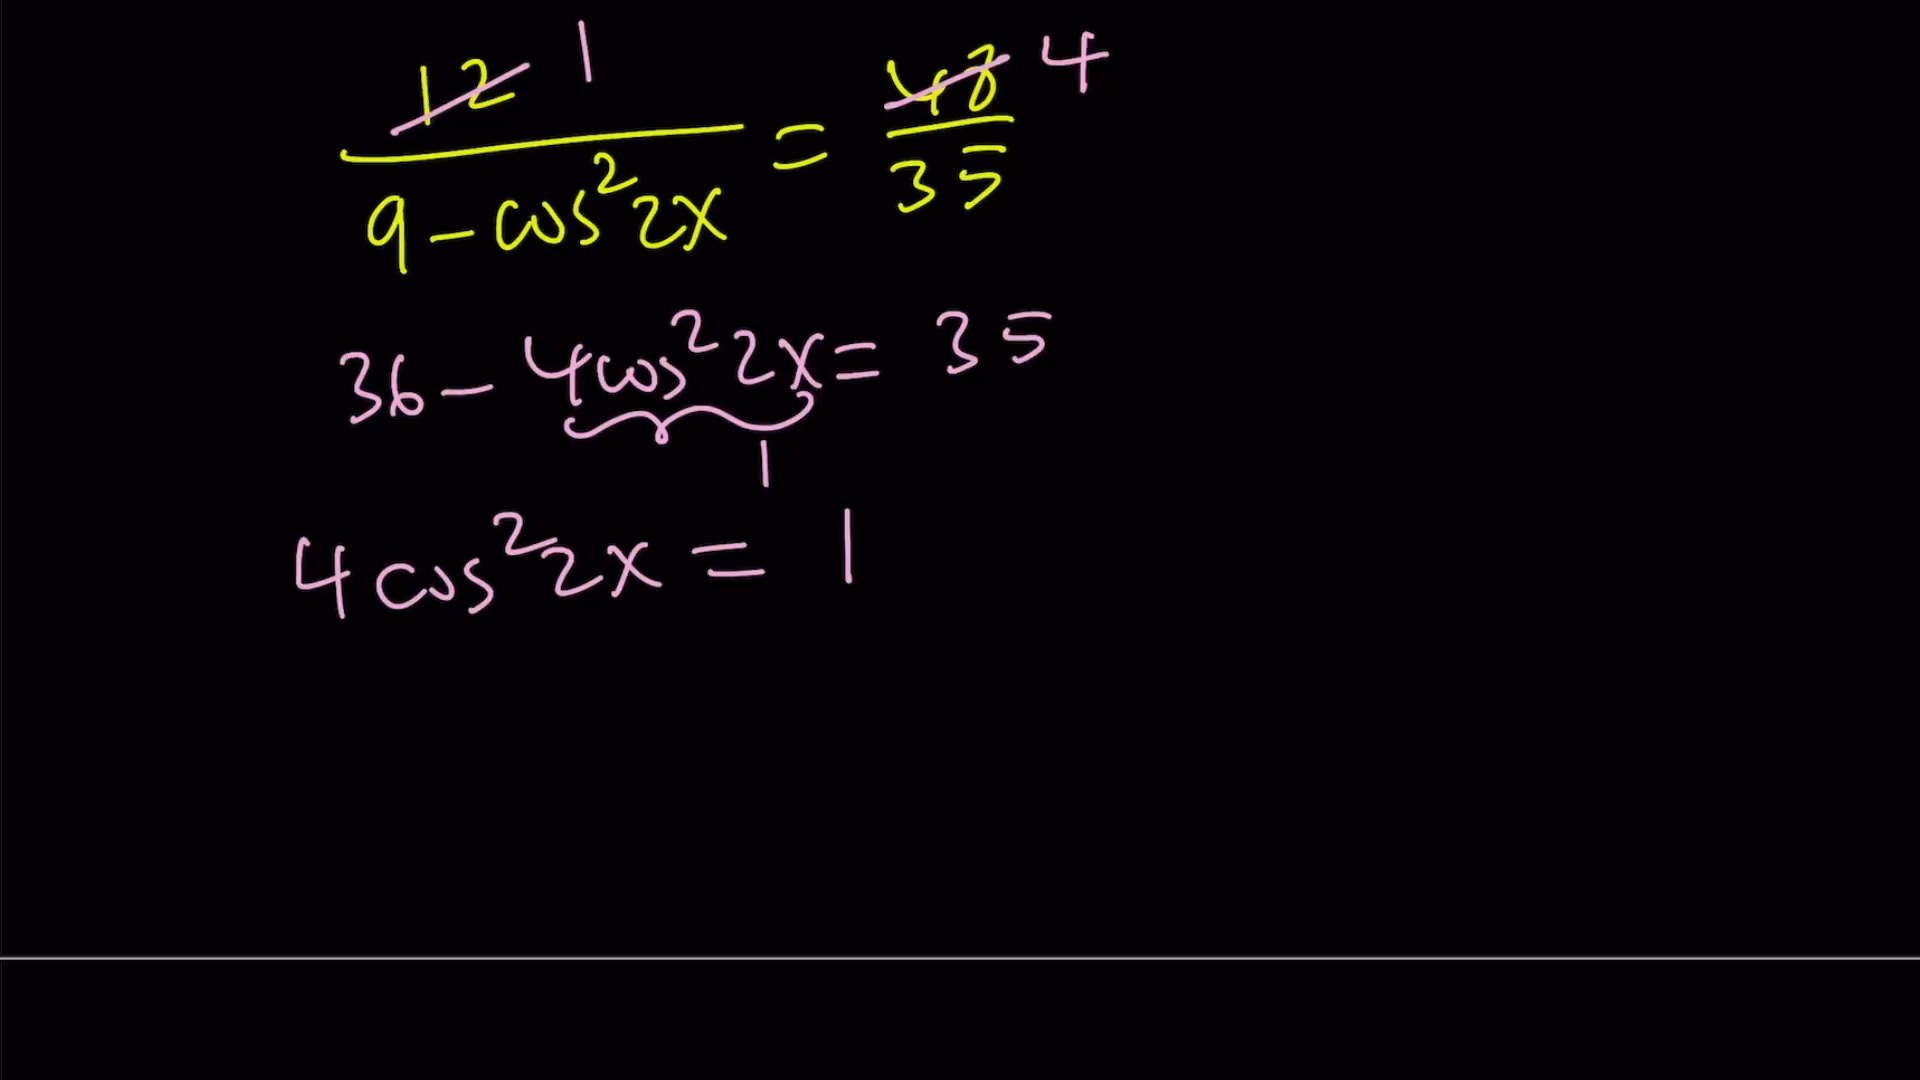 12 1 / 9 - cos²2x = 48 4 / 35
36 - 4cos²2x = 35
1
4cos²2x = 1